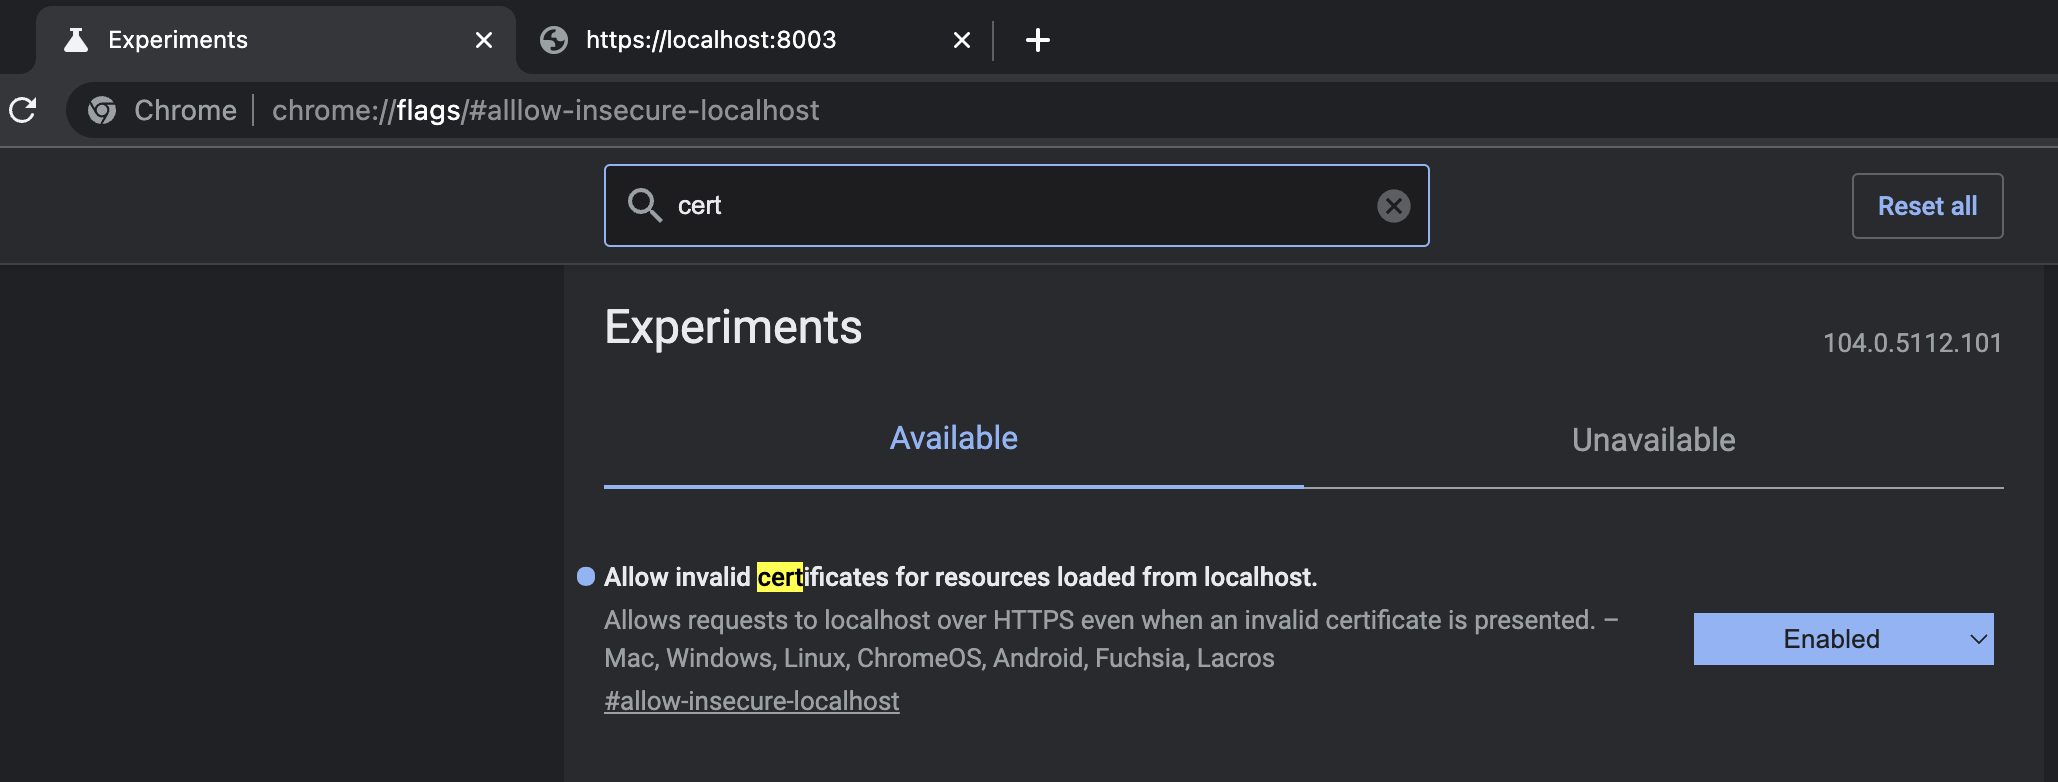 Experiments
https://localhost:8003
Chrome
chrome://flags/#alllow-insecure-localhost
cert
Reset all
Experiments
104.0.5112.101
Available
Unavailable
Allow invalid certificates for resources loaded from localhost.
Allows requests to localhost over HTTPS even when an invalid certificate is presented. –
Mac, Windows, Linux, ChromeOS, Android, Fuchsia, Lacros
#allow-insecure-localhost
Enabled